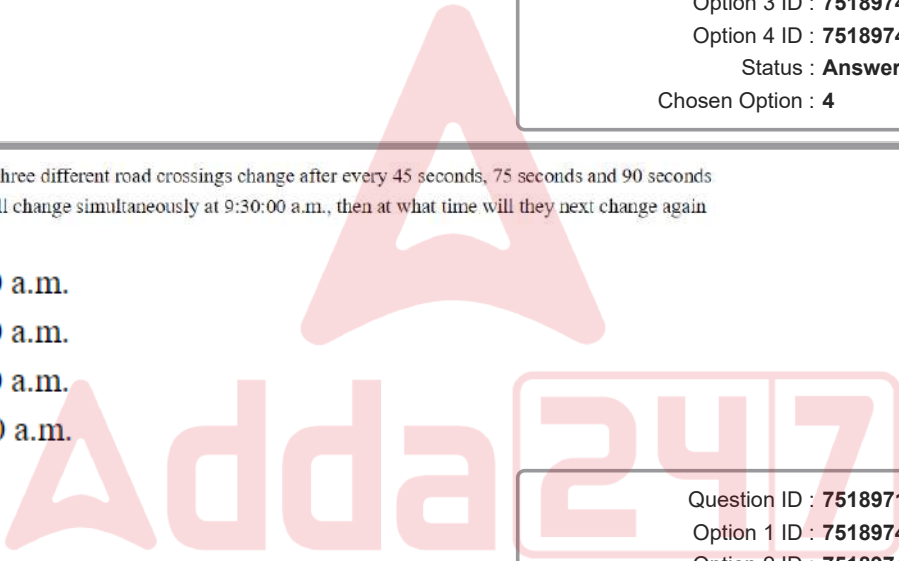 Option 3 ID : 7518974
Option 4 ID : 7518974
Status : Answer
Chosen Option : 4
hree different road crossings change after every 45 seconds, 75 seconds and 90 seconds
ll change simultaneously at 9:30:00 a.m., then at what time will they next change again
a.m.
a.m.
a.m.
a.m.
Adda247
Question ID : 7518971
Option 1 ID : 7518974